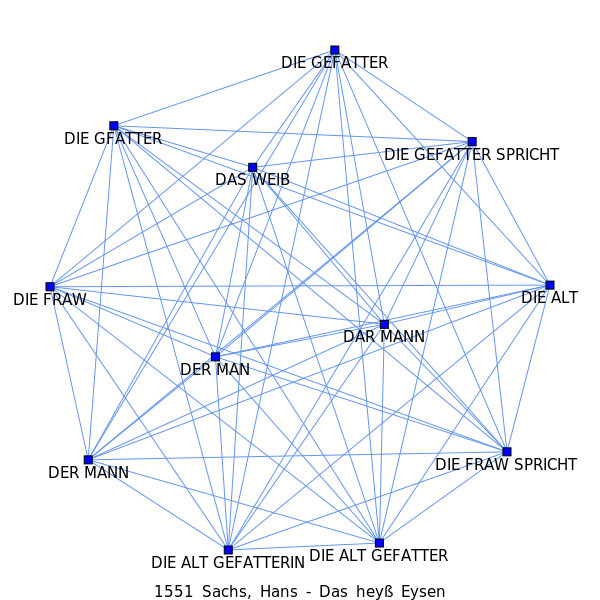 DIE GEFATTER
DIE GFATTER
DIE GEFATTER SPRICHT
DAS WEIB
DIE FRAW
DIE ALT
DAR MANN
DER MAN
DIE FRAW SPRICHT
DER MANN
DIE ALT GEFATTER
DIE ALT GEFATTERIN
1551 Sachs, Hans - Das heyß Eysen